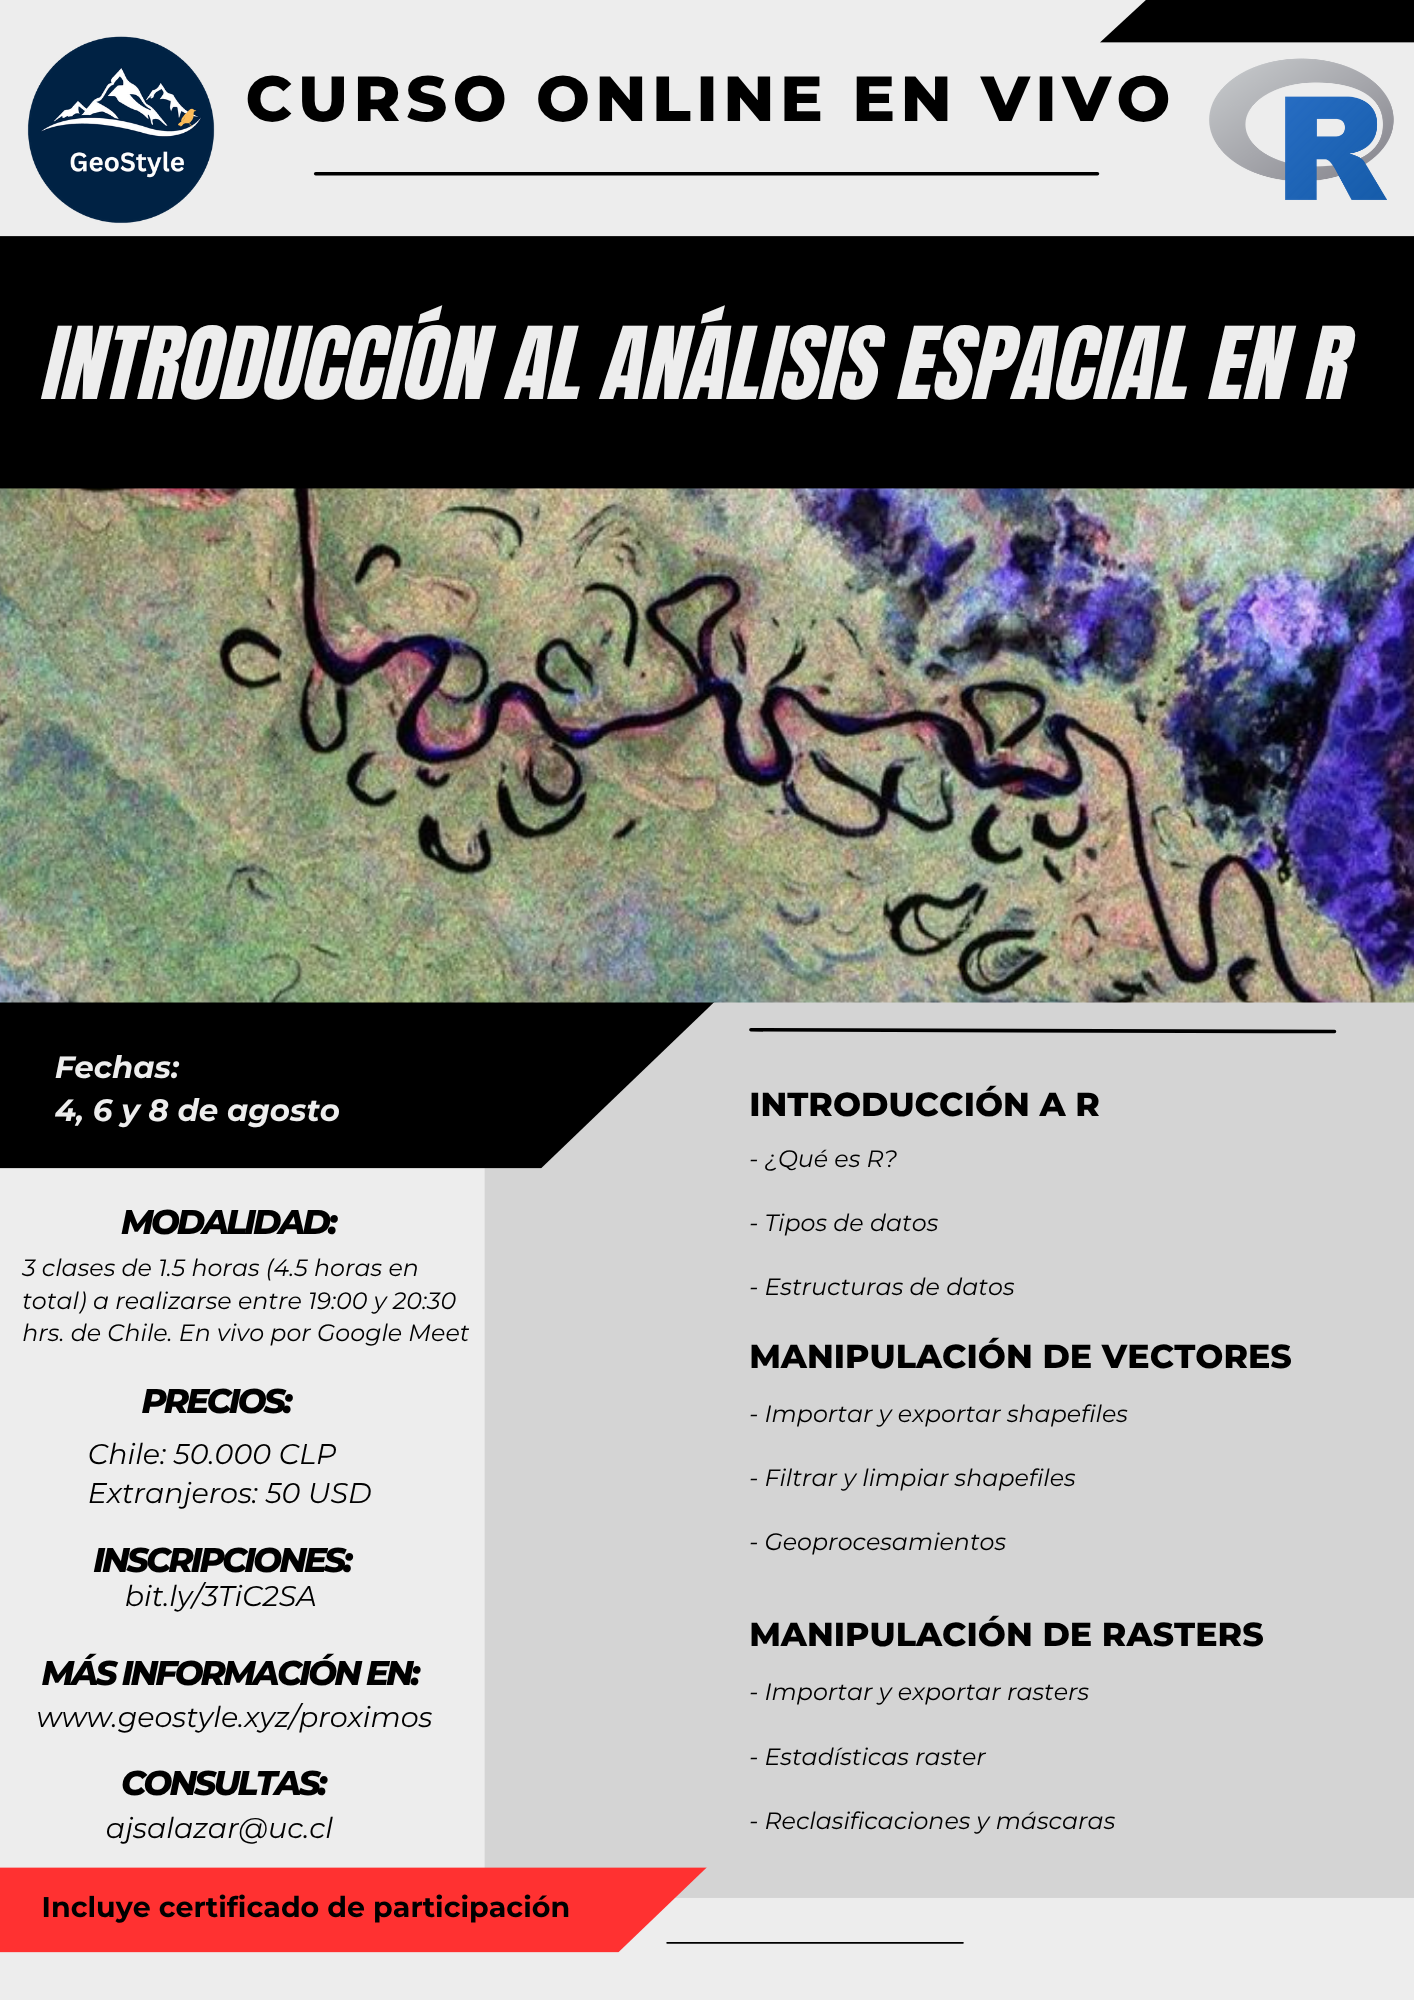 GeoStyle
CURSO ONLINE EN VIVO
R
INTRODUCCIÓN AL ANÁLISIS ESPACIAL EN R
Fechas:
4, 6 y 8 de agosto
MODALIDAD:
3 clases de 1.5 horas (4.5 horas en
total) a realizarse entre 19:00 y 20:30
hrs. de Chile. En vivo por Google Meet
PRECIOS:
Chile: 50.000 CLP
Extranjeros: 50 USD
INSCRIPCIONES:
bit.ly/3TiC2SA
MÁS INFORMACIÓN EN:
www.geostyle.xyz/proximos
CONSULTAS:
ajsalazar@uc.cl
Incluye certificado de participación
INTRODUCCIÓN A R
- ¿Qué es R?
- Tipos de datos
- Estructuras de datos
MANIPULACIÓN DE VECTORES
- Importar y exportar shapefiles
- Filtrar y limpiar shapefiles
- Geoprocesamientos
MANIPULACIÓN DE RASTERS
- Importar y exportar rasters
- Estadísticas raster
- Reclasificaciones y máscaras